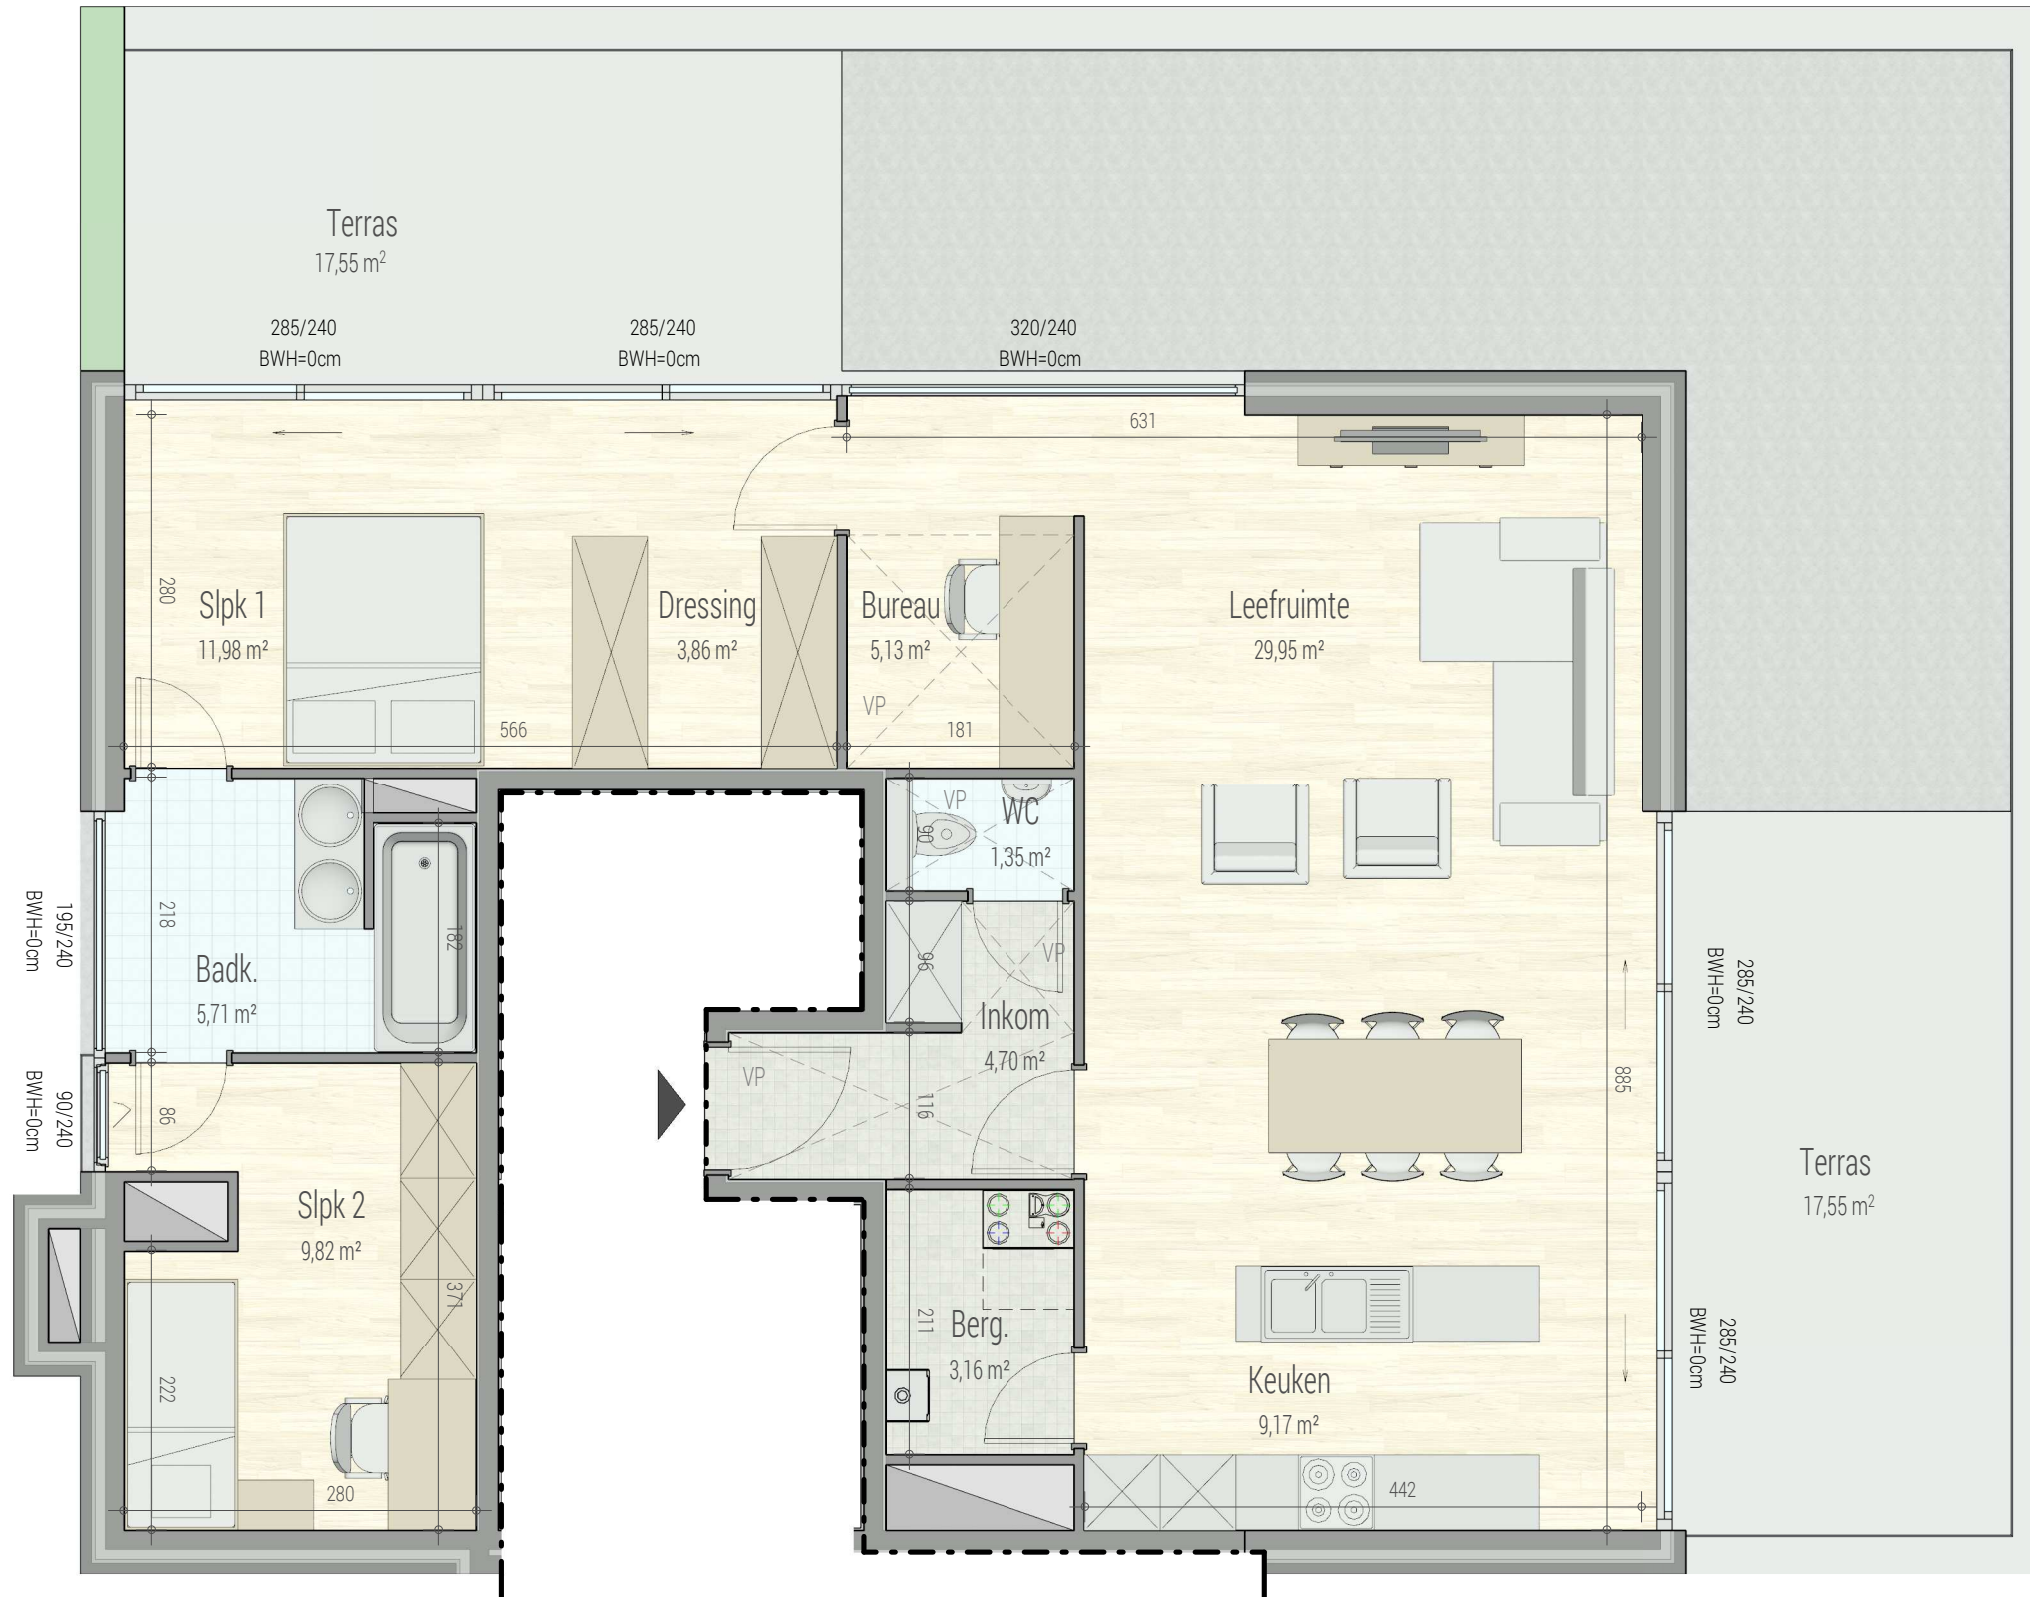 Terras
17,55 m²
285/240
BWH=0cm
285/240
BWH=0cm
320/240
BWH=0cm
631
280
Slpk 1
11,98 m²
Dressing
3,86 m²
Bureau
5,13 m²
VP
Leefruimte
29,95 m²
566
181
VP
WC
90
1,35 m²
195/240
BWH=0cm
218
182
Badk.
5,71 m²
96
VP
Inkom
4,70 m²
285/240
BWH=0cm
90/240
BWH=0cm
86
VP
116
885
Terras
17,55 m²
Slpk 2
9,82 m²
371
222
280
211
Berg.
3,16 m²
Keuken
9,17 m²
285/240
BWH=0cm
442